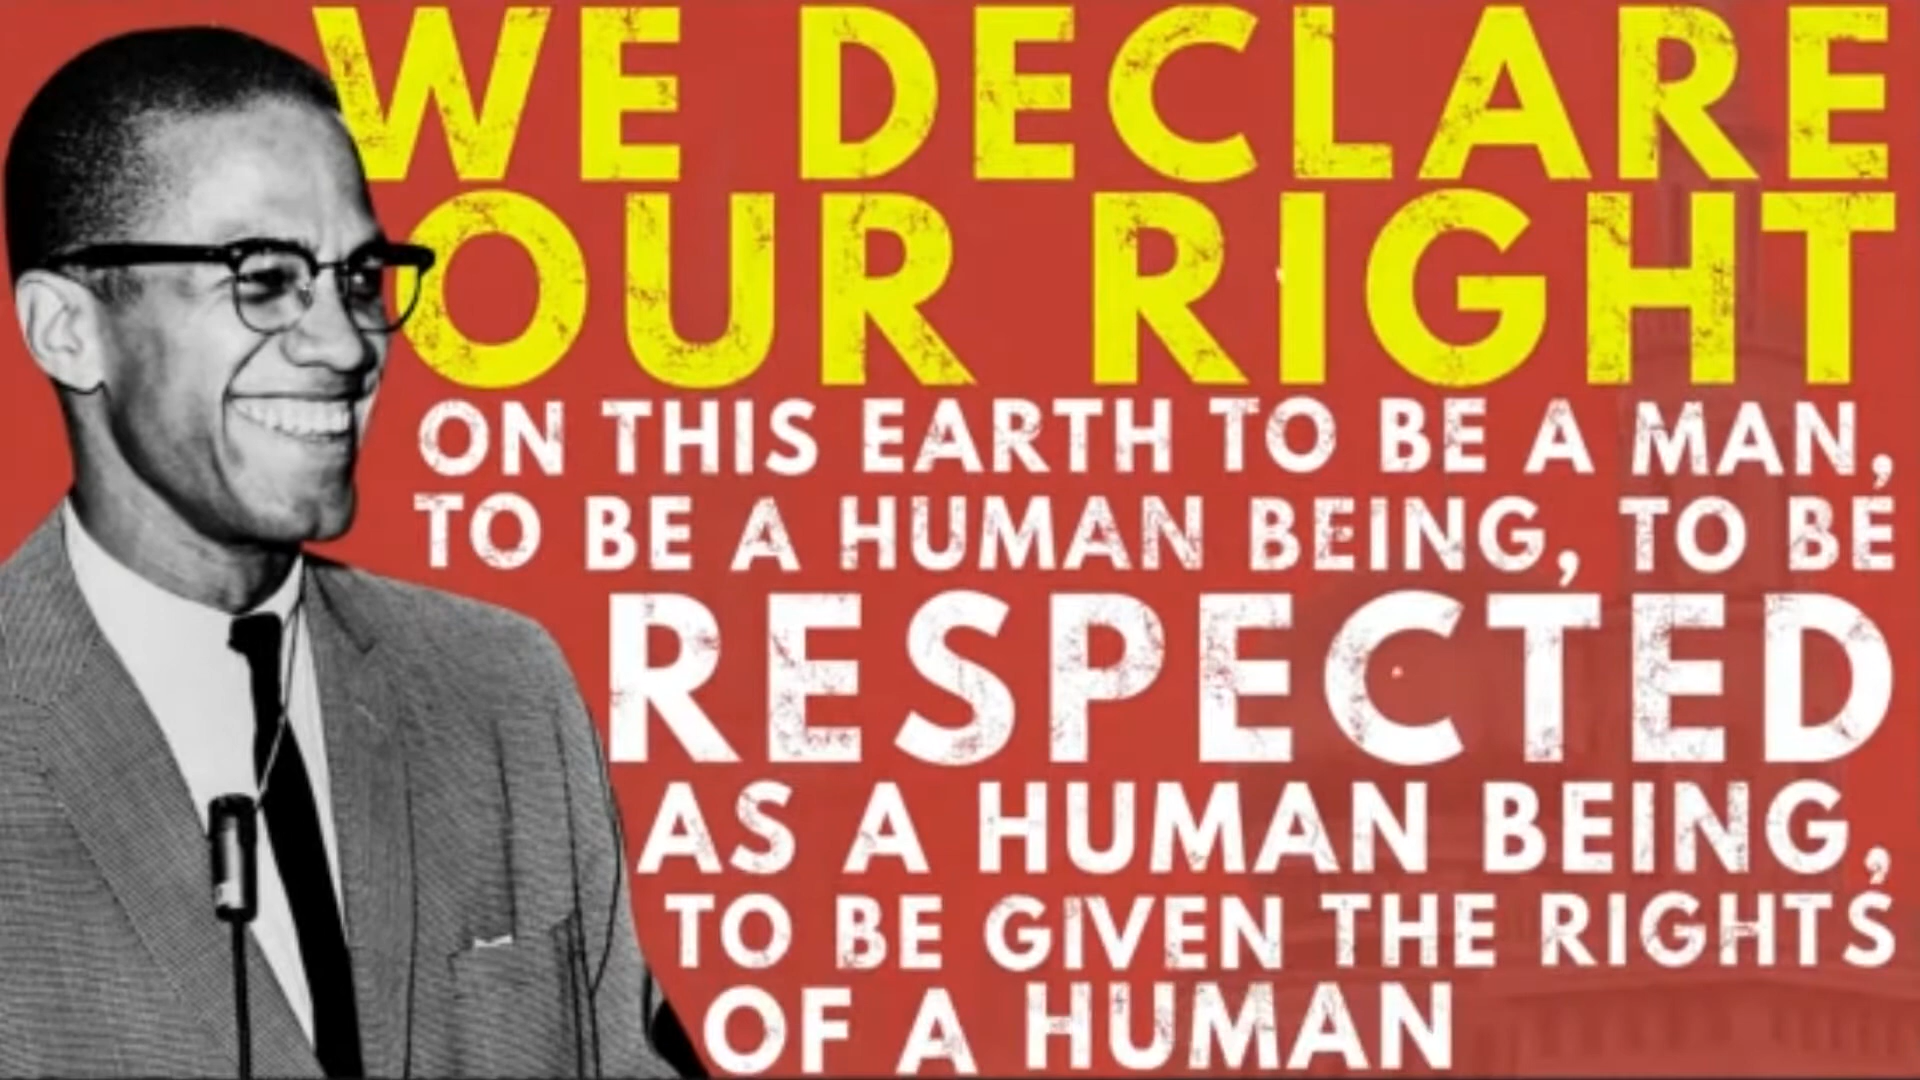 WE DECLARE
OUR RIGHT
ON THIS EARTH TO BE A MAN,
TO BE A HUMAN BEING, TO BE
RESPECTED
AS A HUMAN BEING,
TO BE GIVEN THE RIGHTS
OF A HUMAN